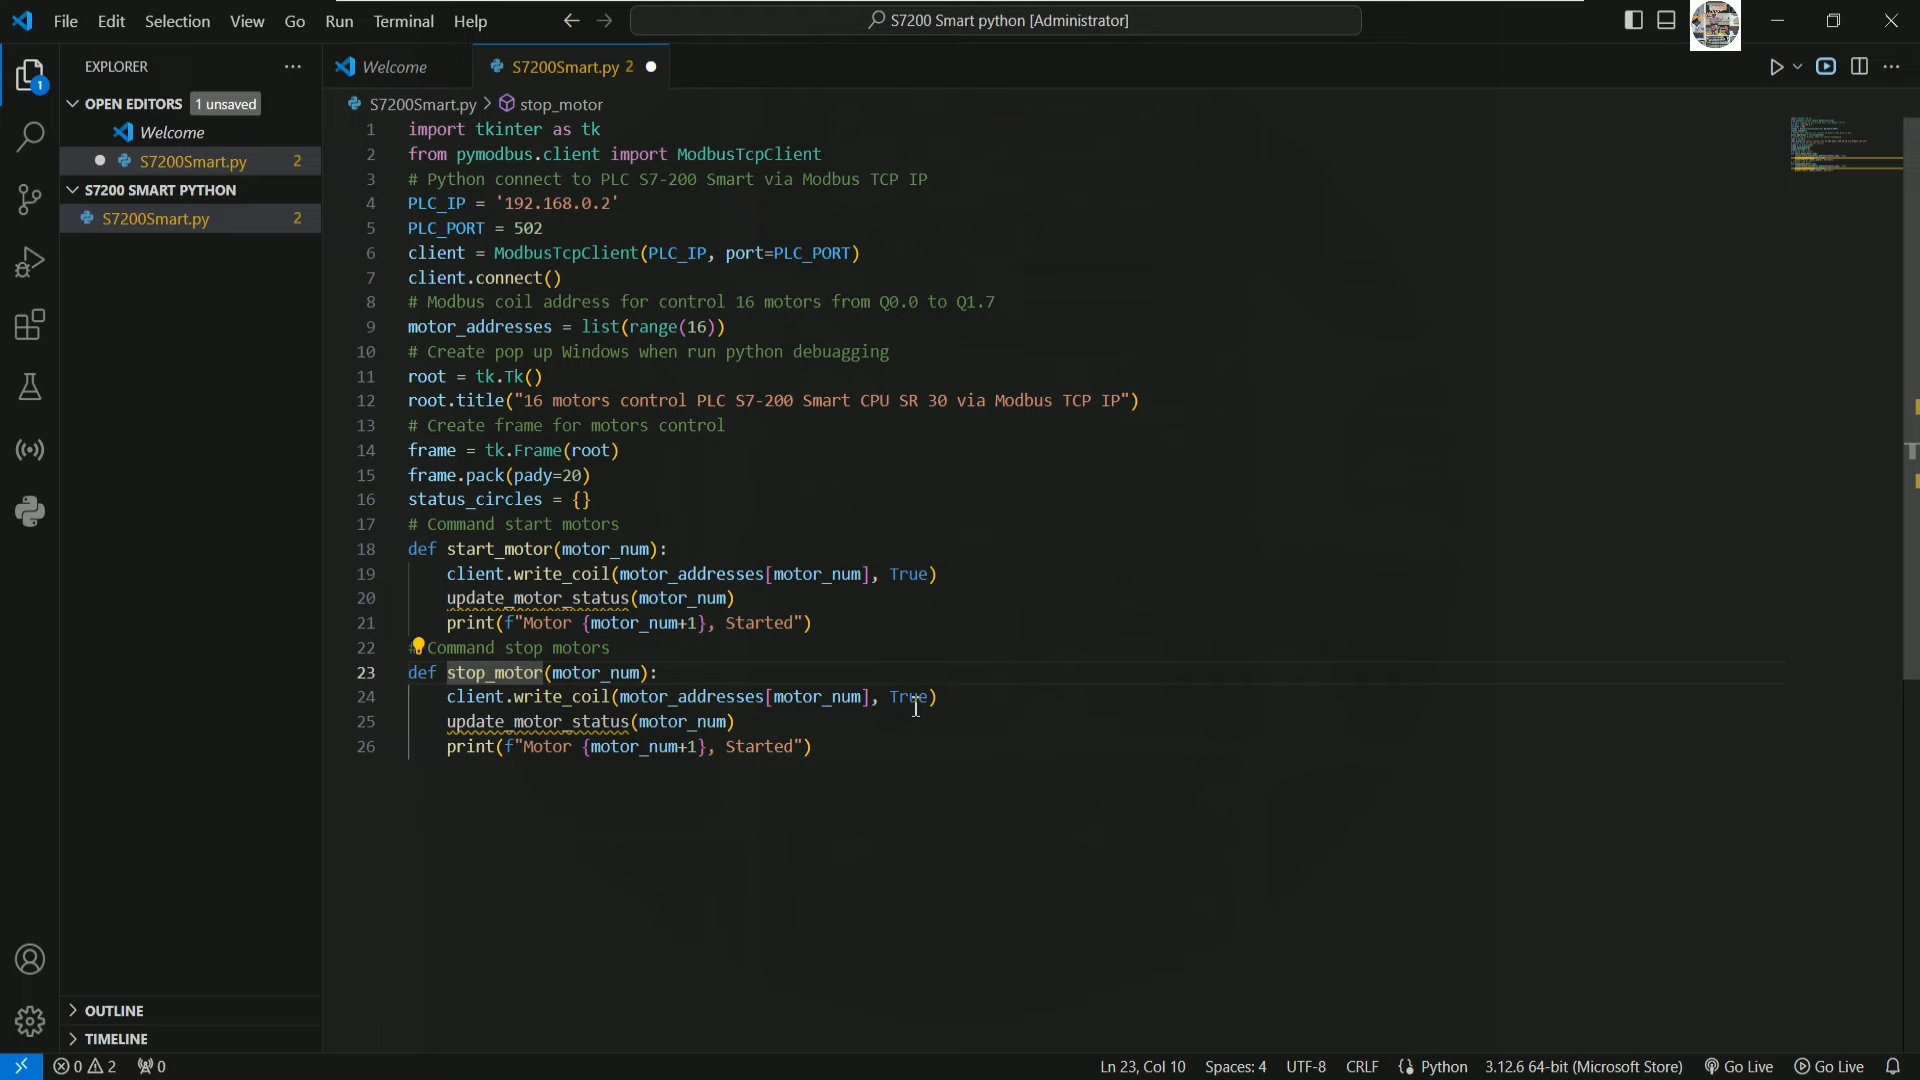 File Edit Selection View Go Run Terminal Help
S7200 Smart python [Administrator]
EXPLORER
OPEN EDITORS 1 unsaved
Welcome
S7200Smart.py 2
S7200 SMART PYTHON
S7200Smart.py 2
OUTLINE
TIMELINE
1
Welcome
S7200Smart.py 2
S7200Smart.py > stop_motor
1 import tkinter as tk
2 from pymodbus.client import ModbusTcpClient
3 # Python connect to PLC S7-200 Smart via Modbus TCP IP
4 PLC_IP = '192.168.0.2'
5 PLC_PORT = 502
6 client = ModbusTcpClient(PLC_IP, port=PLC_PORT)
7 client.connect()
8 # Modbus coil address for control 16 motors from Q0.0 to Q1.7
9 motor_addresses = list(range(16))
10 # Create pop up Windows when run python debuagging
11 root = tk.Tk()
12 root.title("16 motors control PLC S7-200 Smart CPU SR 30 via Modbus TCP IP")
13 # Create frame for motors control
14 frame = tk.Frame(root)
15 frame.pack(pady=20)
16 status_circles = {}
17 # Command start motors
18 def start_motor(motor_num):
19 client.write_coil(motor_addresses[motor_num], True)
20 update_motor_status(motor_num)
21 print(f"Motor {motor_num+1}, Started")
22 # Command stop motors
23 def stop_motor(motor_num):
24 client.write_coil(motor_addresses[motor_num], True)
25 update_motor_status(motor_num)
26 print(f"Motor {motor_num+1}, Started")
0 2 0
Ln 23, Col 10 Spaces: 4 UTF-8 CRLF Python 3.12.6 64-bit (Microsoft Store) Go Live Go Live